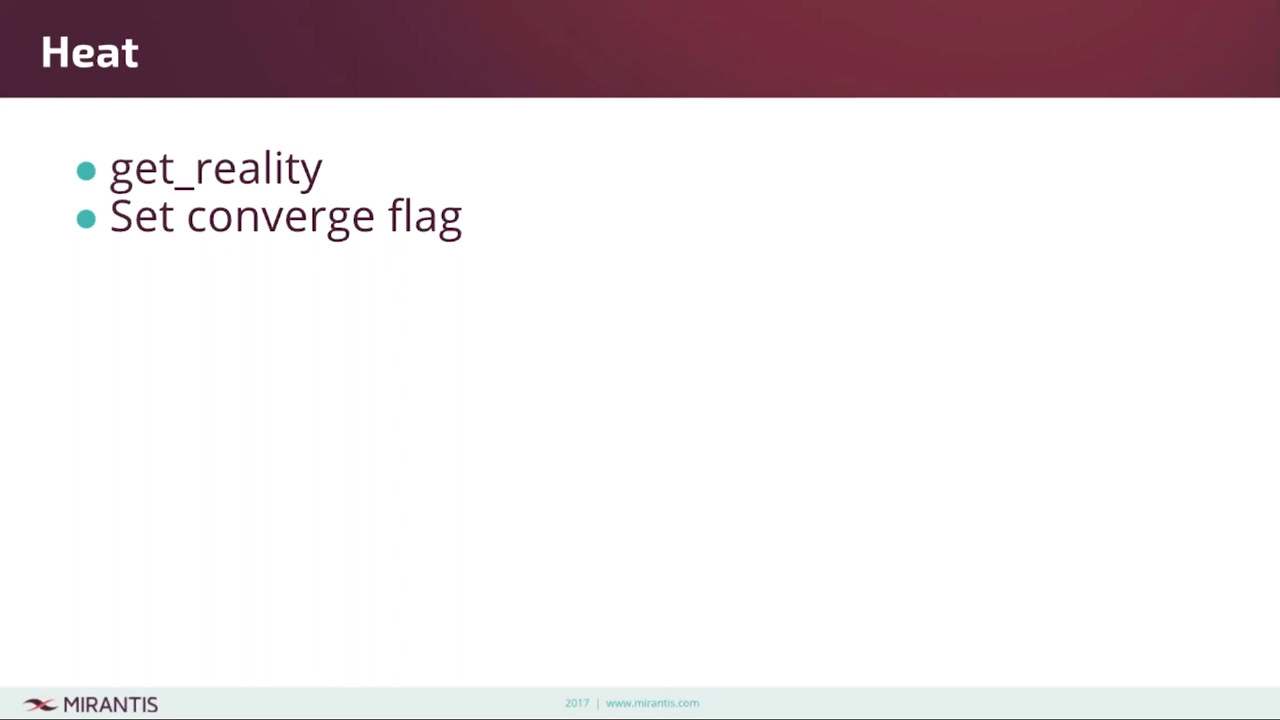 Heat
get_reality
Set converge flag
MIRANTIS
2017 | www.mirantis.com